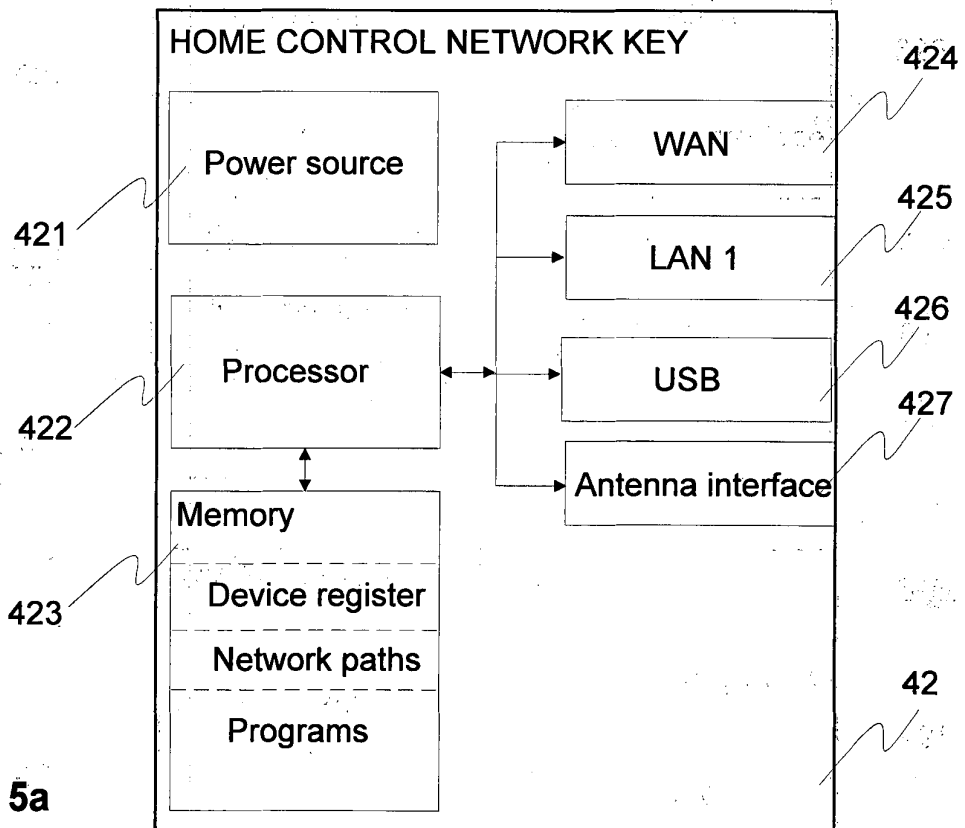 HOME CONTROL NETWORK KEY
424
WAN
Power source
421
425
LAN 1
426
Processor
USB
422
427
Antenna interface
Memory
423
Device register
Network paths
42
Programs
5a